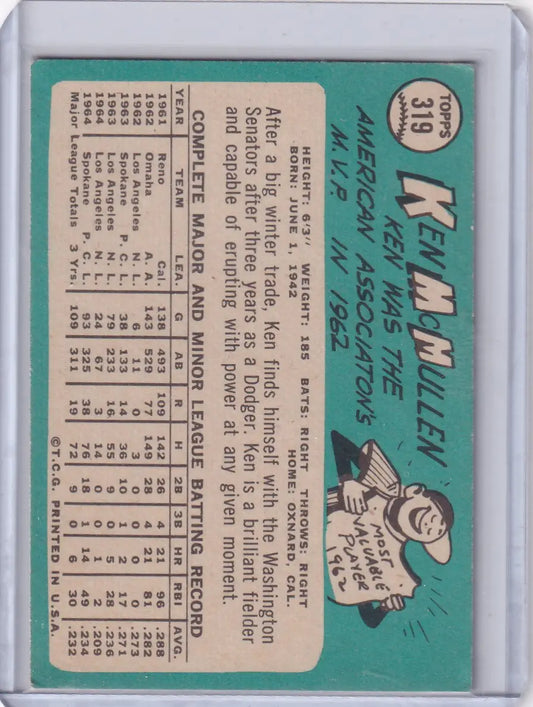 TOPPS
319
KEN McMULLEN
KEN WAS THE
AMERICAN ASSOCIATON'S
M.V.P. IN 1962
MOST
VALUABLE
PLAYER
1962
HEIGHT: 6'3" WEIGHT: 185 BATS: RIGHT THROWS: RIGHT
BORN: JUNE 1, 1942 HOME: OXNARD, CAL.
After a big winter trade, Ken finds himself with the Washington
Senators after three years as a Dodger. Ken is a brilliant fielder
and capable of erupting with power at any given moment.
COMPLETE MAJOR AND MINOR LEAGUE BATTING RECORD
YEAR TEAM LEA. G AB R H 2B 3B HR RBI AVG.
1961 Reno Cal. 138 493 109 142 26 4 21 96 .288
1962 Omaha A. A. 143 529 77 149 28 4 21 81 .282
1962 Los Angeles N. L. 6 11 0 3 0 0 0 0 .273
1963 Spokane P. C. L. 38 133 14 36 10 1 2 17 .271
1963 Los Angeles N. L. 79 233 16 55 9 0 5 28 .236
1964 Los Angeles N. L. 24 67 3 14 0 0 1 2 .209
1964 Spokane P. C. L. 93 325 38 76 18 1 14 49 .234
Major League Totals 3 Yrs. 109 311 19 72 9 0 6 30 .232
©T.C.G. PRINTED IN U.S.A.